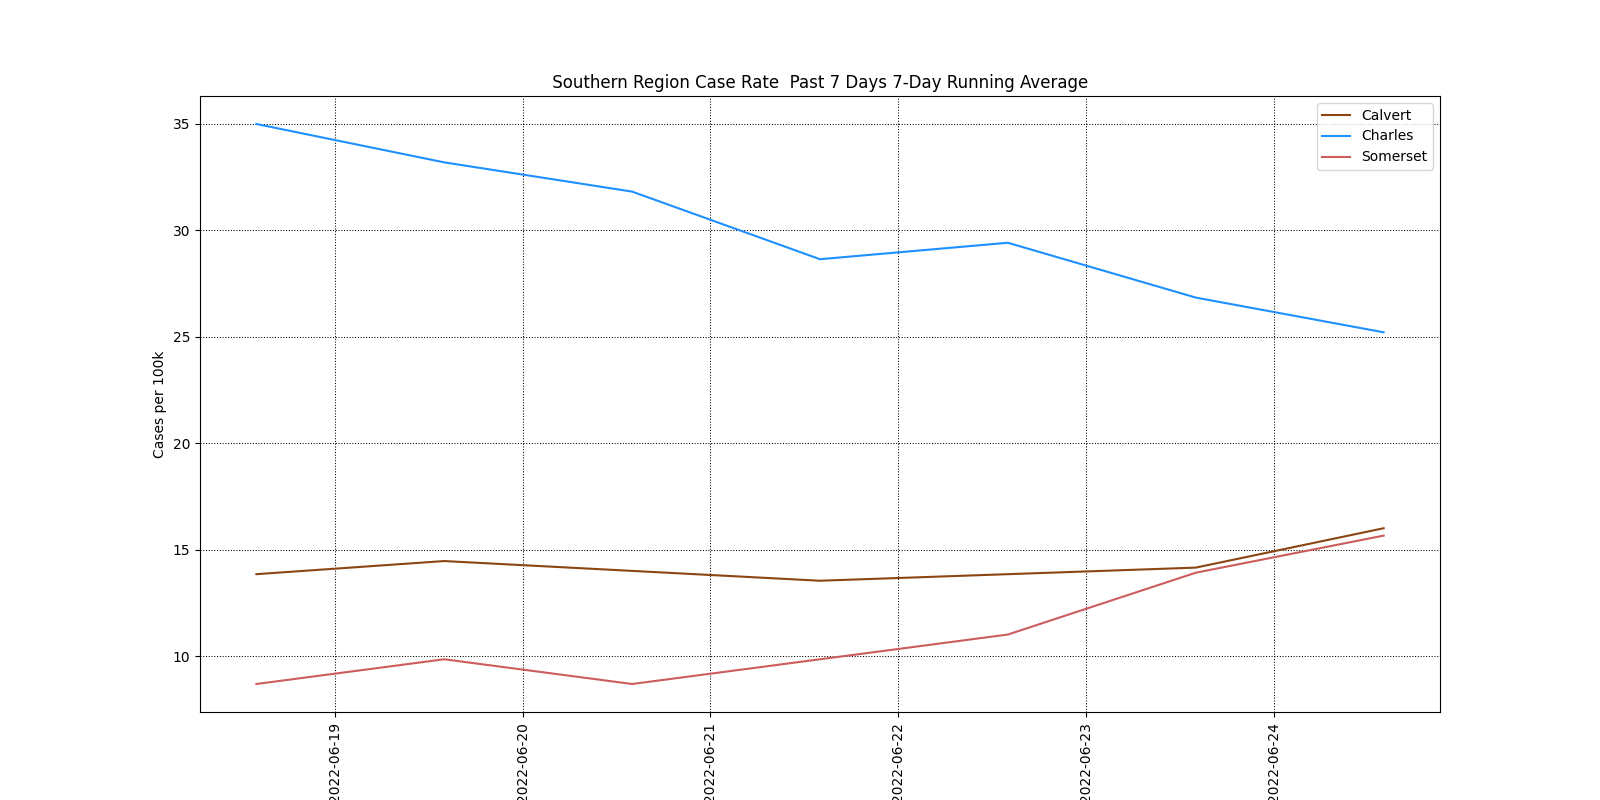 Southern Region Case Rate  Past 7 Days 7-Day Running Average
Calvert
Charles
Somerset
Cases per 100k
35
30
25
20
15
10
2022-06-19
2022-06-20
2022-06-21
2022-06-22
2022-06-23
2022-06-24